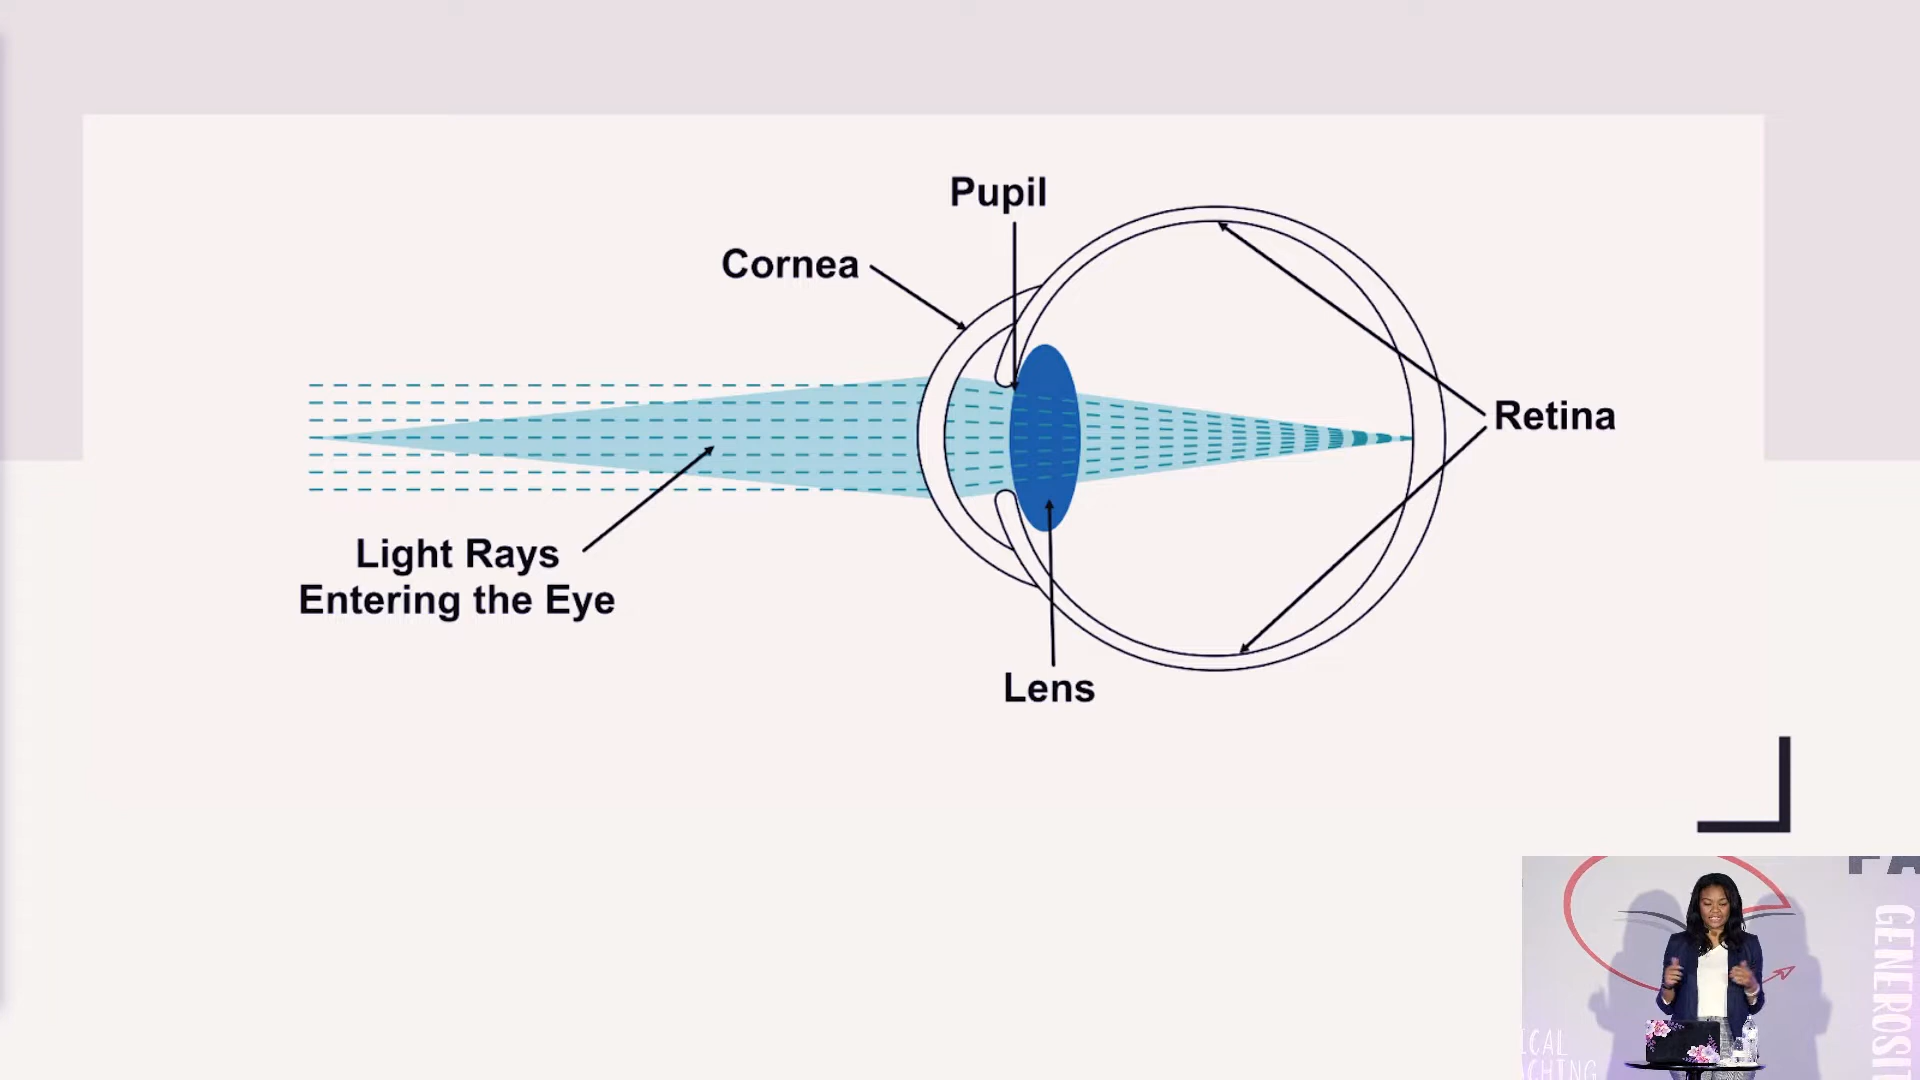 Pupil
Cornea
Retina
Light Rays
Entering the Eye
Lens